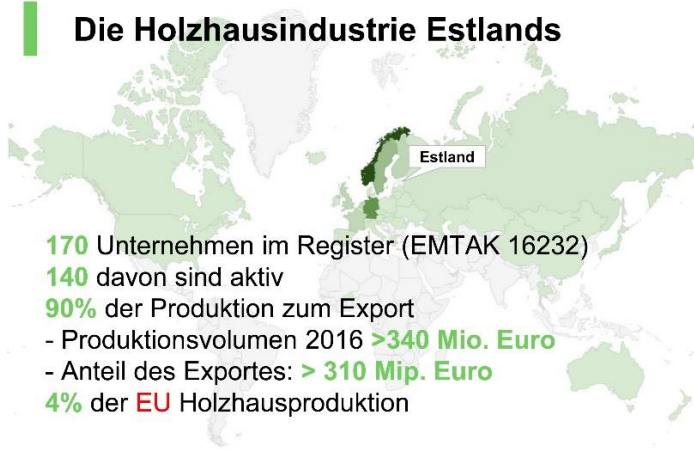 Die Holzhausindustrie Estlands
Estland
170 Unternehmen im Register (EMTAK 16232)
140 davon sind aktiv
90% der Produktion zum Export
- Produktionsvolumen 2016 >340 Mio. Euro
- Anteil des Exportes: > 310 Mip. Euro
4% der EU Holzhausproduktion